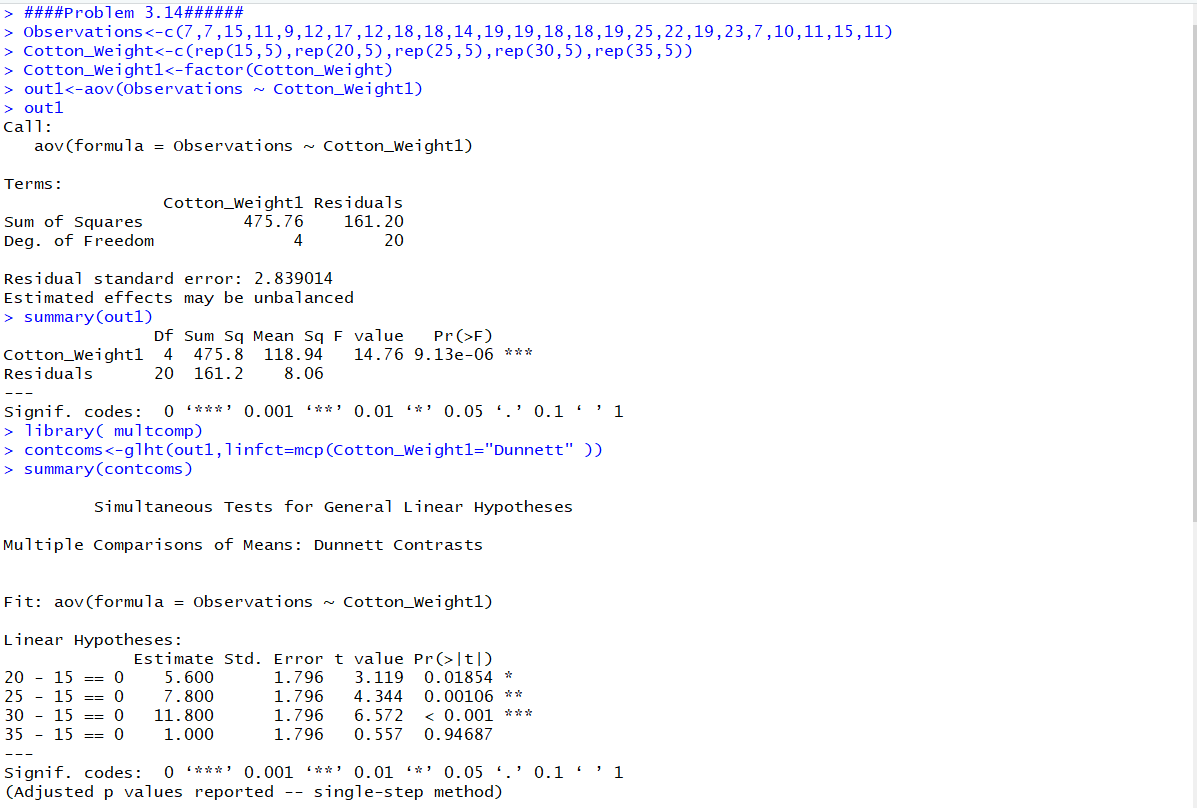 > ####Problem 3.14######
> Observations<-c(7,7,15,11,9,12,17,12,18,18,14,19,19,18,18,19,25,22,19,23,7,10,11,15,11)
> Cotton_Weight<-c(rep(15,5),rep(20,5),rep(25,5),rep(30,5),rep(35,5))
> Cotton_Weight1<-factor(Cotton_Weight)
> out1<-aov(Observations ~ Cotton_Weight1)
> out1
Call:
   aov(formula = Observations ~ Cotton_Weight1)

Terms:
                Cotton_Weight1 Residuals
Sum of Squares          475.76    161.20
Deg. of Freedom              4        20

Residual standard error: 2.839014
Estimated effects may be unbalanced
> summary(out1)
               Df Sum Sq Mean Sq F value   Pr(>F)    
Cotton_Weight1  4  475.8  118.94   14.76 9.13e-06 ***
Residuals      20  161.2    8.06                     
---
Signif. codes:  0 ‘***’ 0.001 ‘**’ 0.01 ‘*’ 0.05 ‘.’ 0.1 ‘ ’ 1
> library( multcomp)
> contcoms<-glht(out1,linfct=mcp(Cotton_Weight1="Dunnett" ))
> summary(contcoms)

         Simultaneous Tests for General Linear Hypotheses

Multiple Comparisons of Means: Dunnett Contrasts


Fit: aov(formula = Observations ~ Cotton_Weight1)

Linear Hypotheses:
             Estimate Std. Error t value Pr(>|t|)    
20 - 15 == 0    5.600      1.796   3.119  0.01854 *  
25 - 15 == 0    7.800      1.796   4.344  0.00106 ** 
30 - 15 == 0   11.800      1.796   6.572  < 0.001 ***
35 - 15 == 0    1.000      1.796   0.557  0.94687    
---
Signif. codes:  0 ‘***’ 0.001 ‘**’ 0.01 ‘*’ 0.05 ‘.’ 0.1 ‘ ’ 1
(Adjusted p values reported -- single-step method)